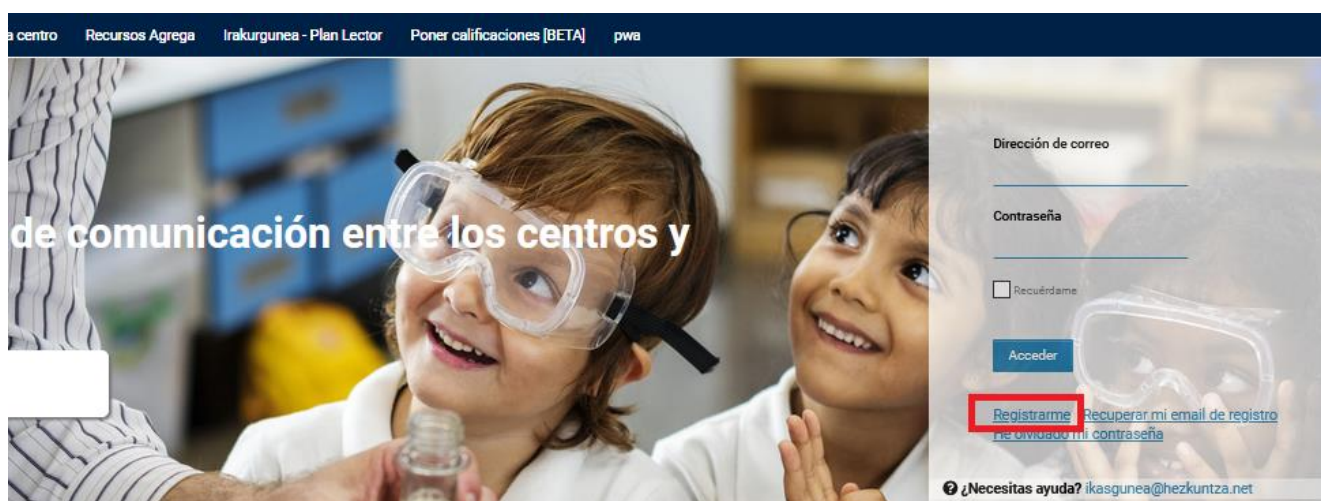 a centro Recursos Agrega Irakurgunea - Plan Lector Poner calificaciones [BETA] pwa
de comunicación entre los centros y
Dirección de correo
Contraseña
Recuérdame
Acceder
Registrarme Recuperar mi email de registro
He olvidado mi contraseña
¿Necesitas ayuda? ikasgunea@hezkuntza.net